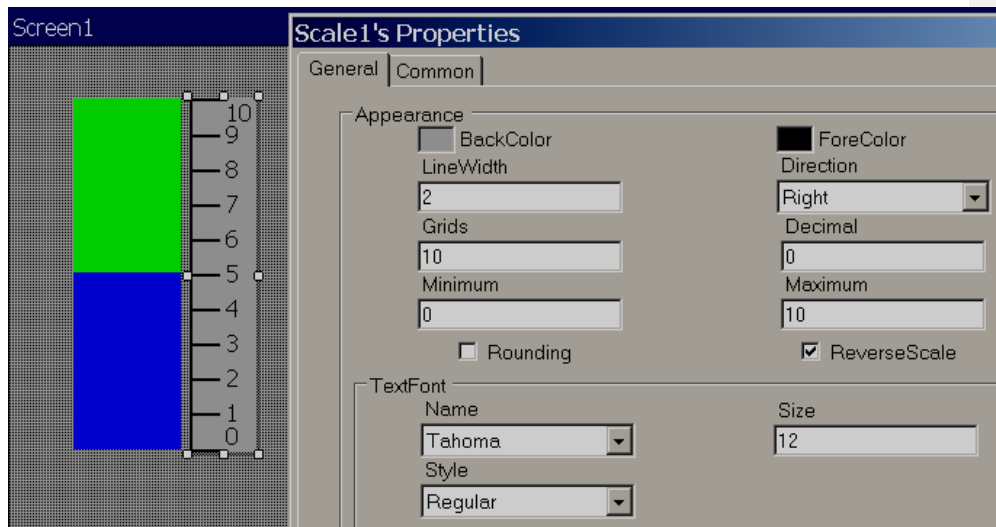 Screen1
Scale1's Properties
General Common
Appearance
BackColor ForeColor
LineWidth Direction
2 Right
Grids Decimal
10 0
Minimum Maximum
0 10
Rounding ReverseScale
TextFont
Name Size
Tahoma 12
Style
Regular
10
9
8
7
6
5
4
3
2
1
0